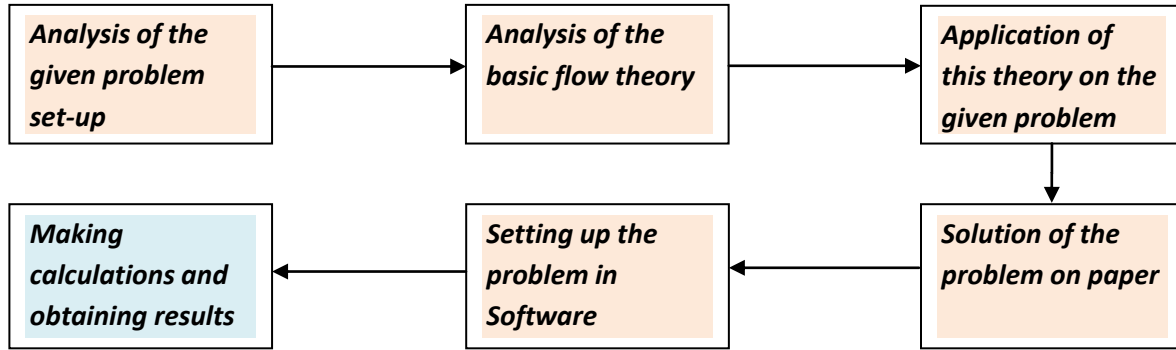 Analysis of the
given problem
set-up
Analysis of the
basic flow theory
Application of
this theory on the
given problem
Solution of the
problem on paper
Setting up the
problem in
Software
Making
calculations and
obtaining results